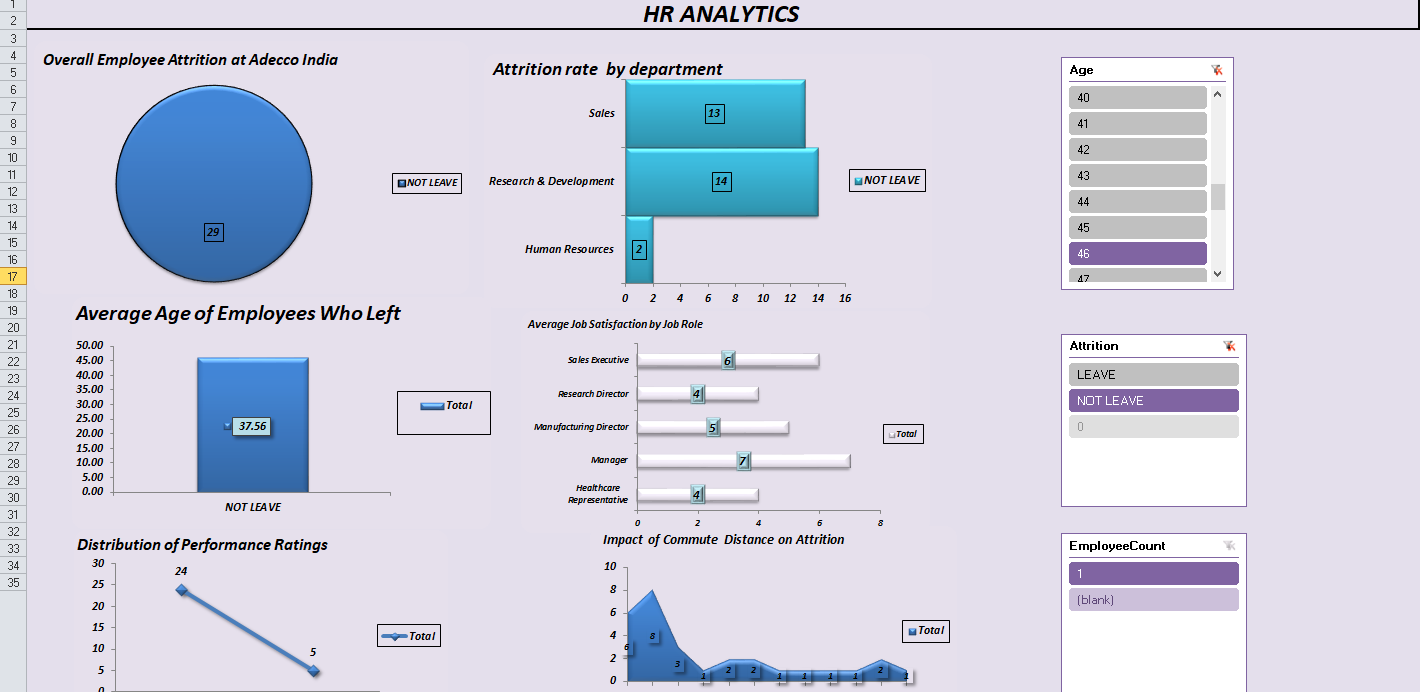 HR ANALYTICS
Overall Employee Attrition at Adecco India
29
NOT LEAVE
Attrition rate by department
Sales
13
Research & Development
14
Human Resources
2
0 2 4 6 8 10 12 14 16
NOT LEAVE
Age
40
41
42
43
44
45
46
47
Average Age of Employees Who Left
50.00
45.00
40.00
35.00
30.00
25.00
20.00
15.00
10.00
5.00
0.00
37.56
NOT LEAVE
Total
Average Job Satisfaction by Job Role
Sales Executive
6
Research Director
4
Manufacturing Director
5
Manager
7
Healthcare
Representative
4
0 2 4 6 8
Total
Attrition
LEAVE
NOT LEAVE
0
Distribution of Performance Ratings
30
25
20
15
10
5
0
24
5
Total
Impact of Commute Distance on Attrition
10
8
6
4
2
0
6 8 3 1 2 2 1 1 1 1 2 1
Total
EmployeeCount
1
(blank)
1
2
3
4
5
6
7
8
9
10
11
12
13
14
15
16
17
18
19
20
21
22
23
24
25
26
27
28
29
30
31
32
33
34
35